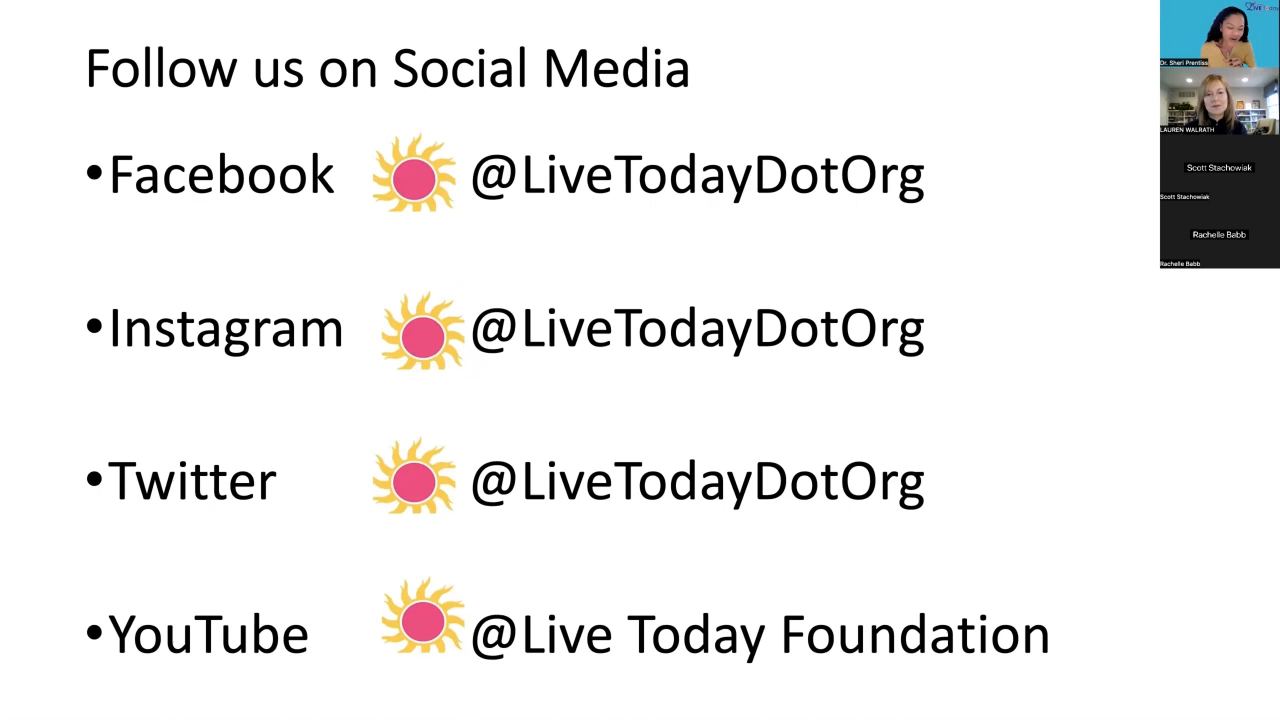 Follow us on Social Media
•Facebook @LiveTodayDotOrg
•Instagram @LiveTodayDotOrg
•Twitter @LiveTodayDotOrg
•YouTube @Live Today Foundation
Dr. Sheri Prentiss
LAUREN WALRATH
Scott Stachowiak
Scott Stachowiak
Rachelle Babb
Rachelle Babb